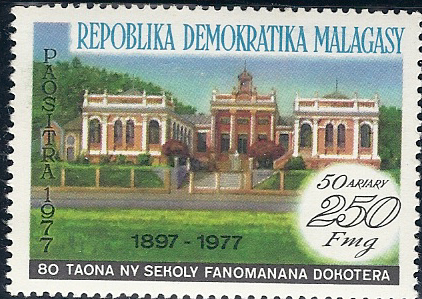 REPOBLIKA DEMOKRATIKA MALAGASY
PAOSITRA 1977
50 ARIARY
250
Fmg
1897 - 1977
80 TAONA NY SEKOLY FANOMANANA DOKOTERA